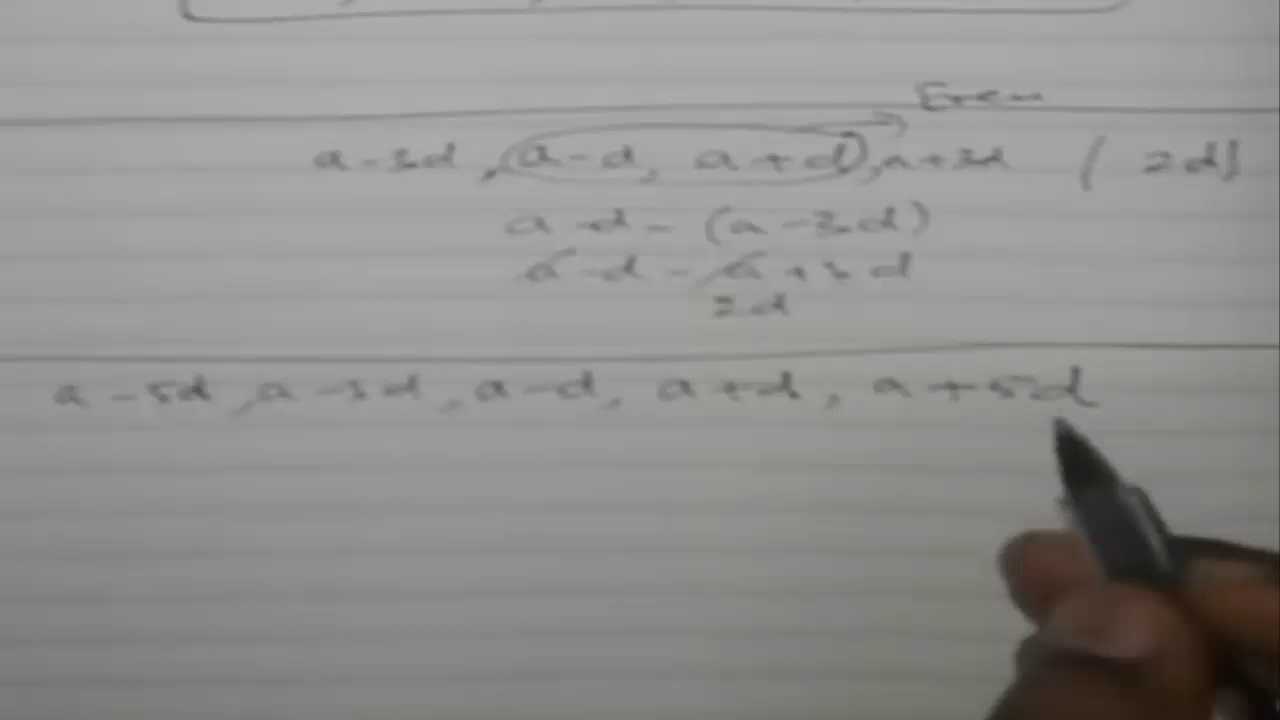 Even
a-3d, a-d, a+d, a+3d ( 2d)
a-d-(a-3d)
a-d-a+3d
2d
a-5d, a-3d, a-d, a+d, a+5d